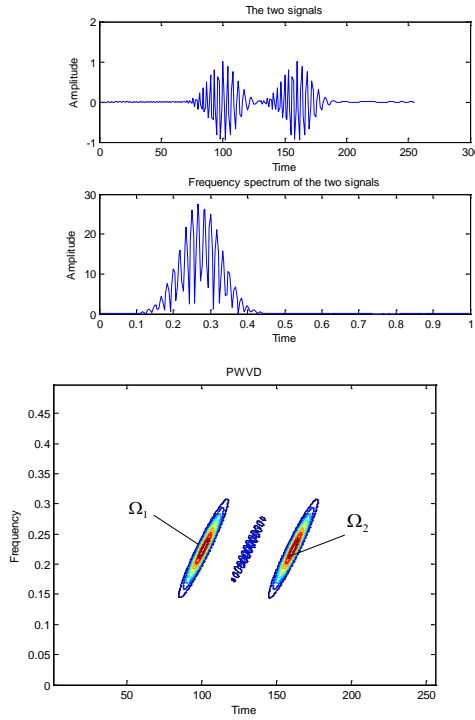 The two signals
2
1
0
-1
Amplitude
0 50 100 150 200 250 300
Time
Frequency spectrum of the two signals
30
20
10
0
Amplitude
0 0.1 0.2 0.3 0.4 0.5 0.6 0.7 0.8 0.9 1
Time
PWVD
0.45
0.4
0.35
0.3
0.25
0.2
0.15
0.1
0.05
0
Frequency
Ω1
Ω2
50 100 150 200 250
Time